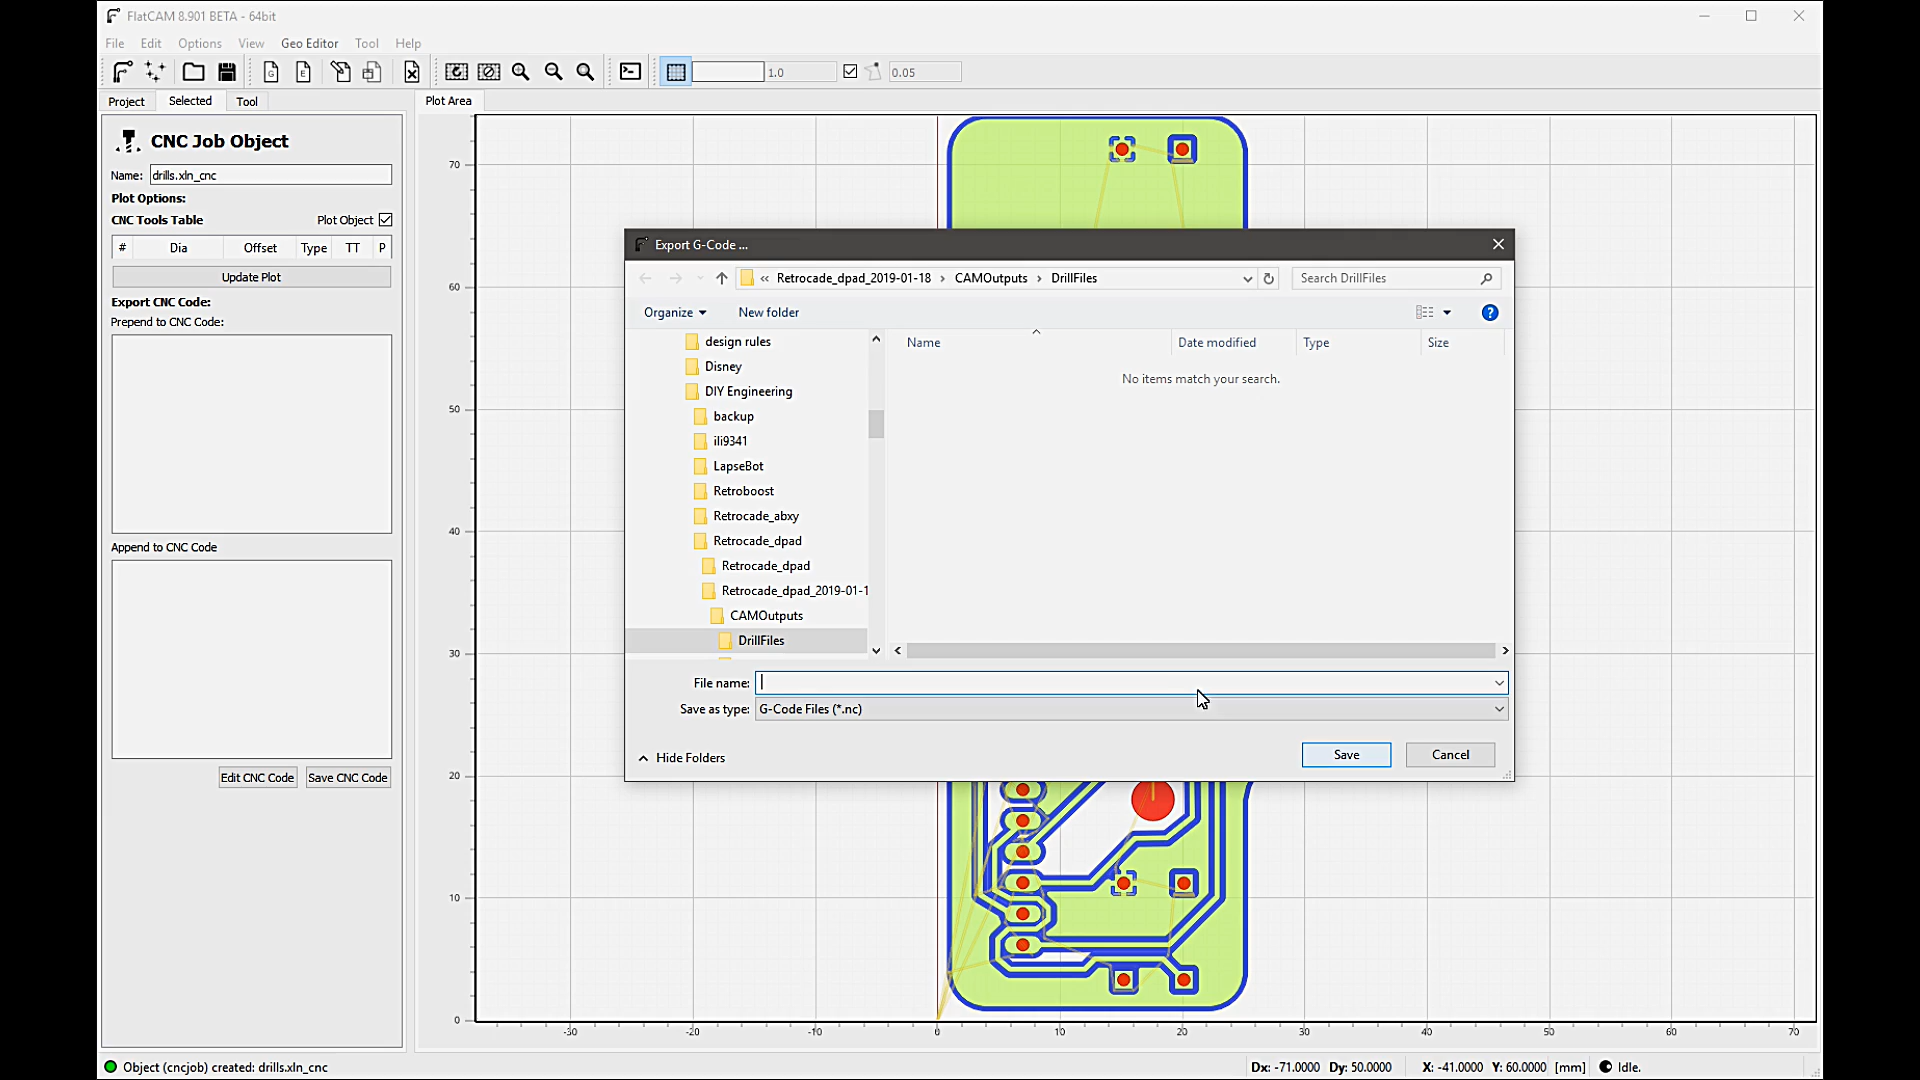 FlatCAM 8.901 BETA - 64bit
File Edit Options View Geo Editor Tool Help
1.0 0.05
Project Selected Tool
Plot Area
CNC Job Object
Name: drills.xln_cnc
Plot Options:
CNC Tools Table Plot Object
# Dia Offset Type TT P
Update Plot
Export CNC Code:
Prepend to CNC Code:
Append to CNC Code
Edit CNC Code Save CNC Code
70
60
50
40
30
20
10
0
-30 -20 -10 0 10 20 30 40 50 60 70
Export G-Code ...
« Retrocade_dpad_2019-01-18 › CAMOutputs › DrillFiles
Search DrillFiles
Organize New folder
design rules
Disney
DIY Engineering
backup
ili9341
LapseBot
Retroboost
Retrocade_abxy
Retrocade_dpad
Retrocade_dpad
Retrocade_dpad_2019-01-1
CAMOutputs
DrillFiles
Name Date modified Type Size
No items match your search.
File name:
Save as type: G-Code Files (*.nc)
Hide Folders
Save Cancel
Object (cncjob) created: drills.xln_cnc
Dx: -71.0000 Dy: 50.0000 X: -41.0000 Y: 60.0000 [mm] Idle.